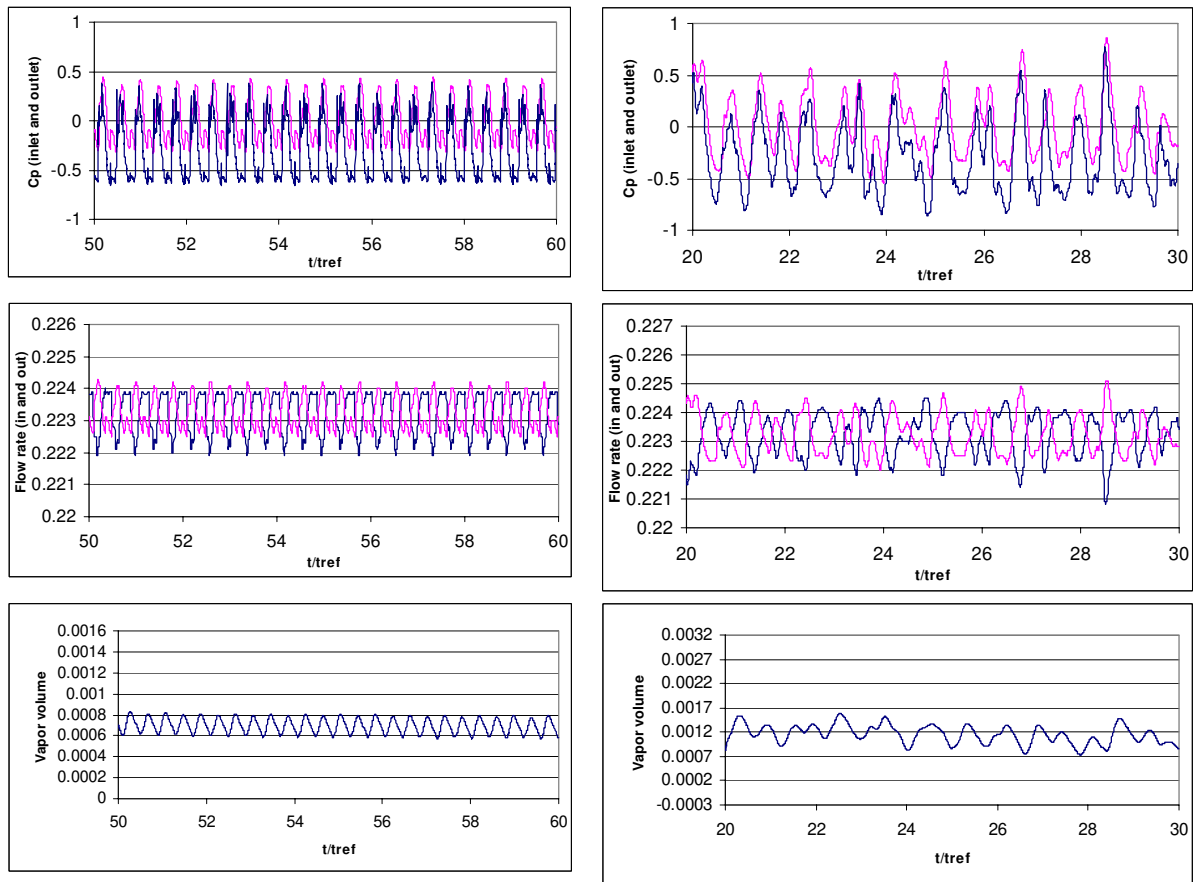 Cp (inlet and outlet)
1
0.5
0
-0.5
-1
50 52 54 56 58 60
t/tref
Cp (inlet and outlet)
1
0.5
0
-0.5
-1
20 22 24 26 28 30
t/tref
Flow rate (in and out)
0.226
0.225
0.224
0.223
0.222
0.221
0.22
50 52 54 56 58 60
t/tref
Flow rate (in and out)
0.227
0.226
0.225
0.224
0.223
0.222
0.221
0.22
20 22 24 26 28 30
t/tref
Vapor volume
0.0016
0.0014
0.0012
0.001
0.0008
0.0006
0.0004
0.0002
0
50 52 54 56 58 60
t/tref
Vapor volume
0.0032
0.0027
0.0022
0.0017
0.0012
0.0007
0.0002
-0.0003
20 22 24 26 28 30
t/tref